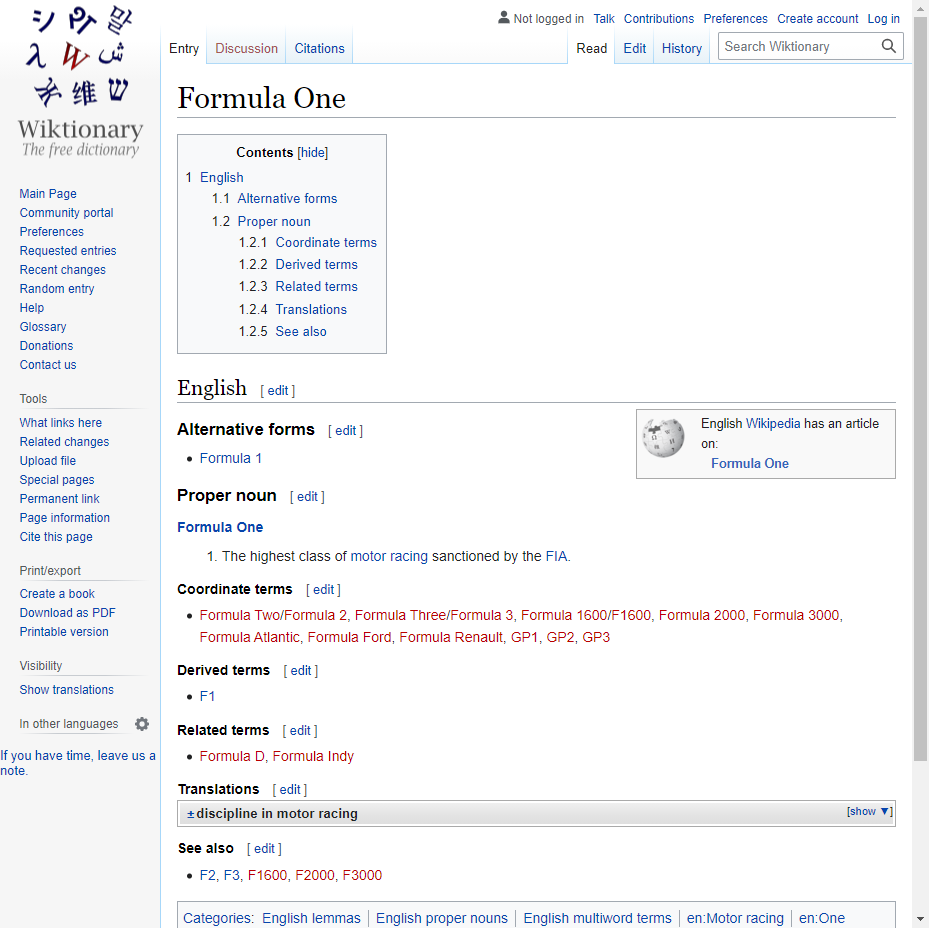 Not logged in Talk Contributions Preferences Create account Log in
Entry Discussion Citations Read Edit History Search Wiktionary
Wiktionary
The free dictionary
Main Page
Community portal
Preferences
Requested entries
Recent changes
Random entry
Help
Glossary
Donations
Contact us
Tools
What links here
Related changes
Upload file
Special pages
Permanent link
Page information
Cite this page
Print/export
Create a book
Download as PDF
Printable version
Visibility
Show translations
In other languages
If you have time, leave us a
note.
Formula One
Contents [hide]
1 English
1.1 Alternative forms
1.2 Proper noun
1.2.1 Coordinate terms
1.2.2 Derived terms
1.2.3 Related terms
1.2.4 Translations
1.2.5 See also
English [ edit ]
English Wikipedia has an article
on:
Formula One
Alternative forms [ edit ]
• Formula 1
Proper noun [ edit ]
Formula One
1. The highest class of motor racing sanctioned by the FIA.
Coordinate terms [ edit ]
• Formula Two/Formula 2, Formula Three/Formula 3, Formula 1600/F1600, Formula 2000, Formula 3000,
Formula Atlantic, Formula Ford, Formula Renault, GP1, GP2, GP3
Derived terms [ edit ]
• F1
Related terms [ edit ]
• Formula D, Formula Indy
Translations [ edit ]
± discipline in motor racing [show ▼]
See also [ edit ]
• F2, F3, F1600, F2000, F3000
Categories: English lemmas | English proper nouns | English multiword terms | en:Motor racing | en:One